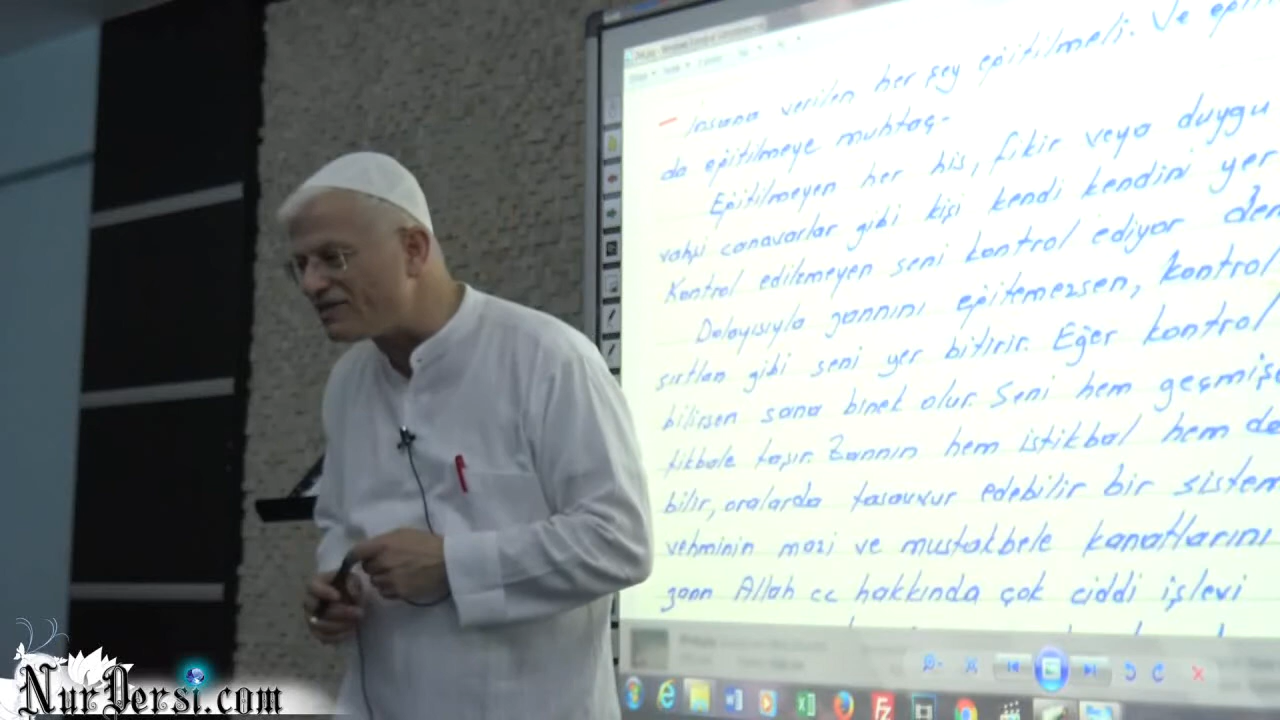 İnsana verilen her şey eğitilmeli. Ve eğiti
da eğitilmeye muhtaç.
Eğitilmeyen her his, fikir veya duygu
vahşi canavarlar gibi kişi kendi kendini yer
Kontrol edilemeyen seni kontrol ediyor dem
Dolayısıyla zannını eğitemezsen, kontrol
sırtlan gibi seni yer bitirir. Eğer kontrol
bilirsen sana binek olur. Seni hem geçmişe
tikbale taşır. Zannın hem istikbal hem de
bilir, oralarda tasavvur edebilir bir sistem
vehminin mazi ve mustakbele kanatlarını
zann Allah cc hakkında çok ciddi işlevi
NurDersi.com